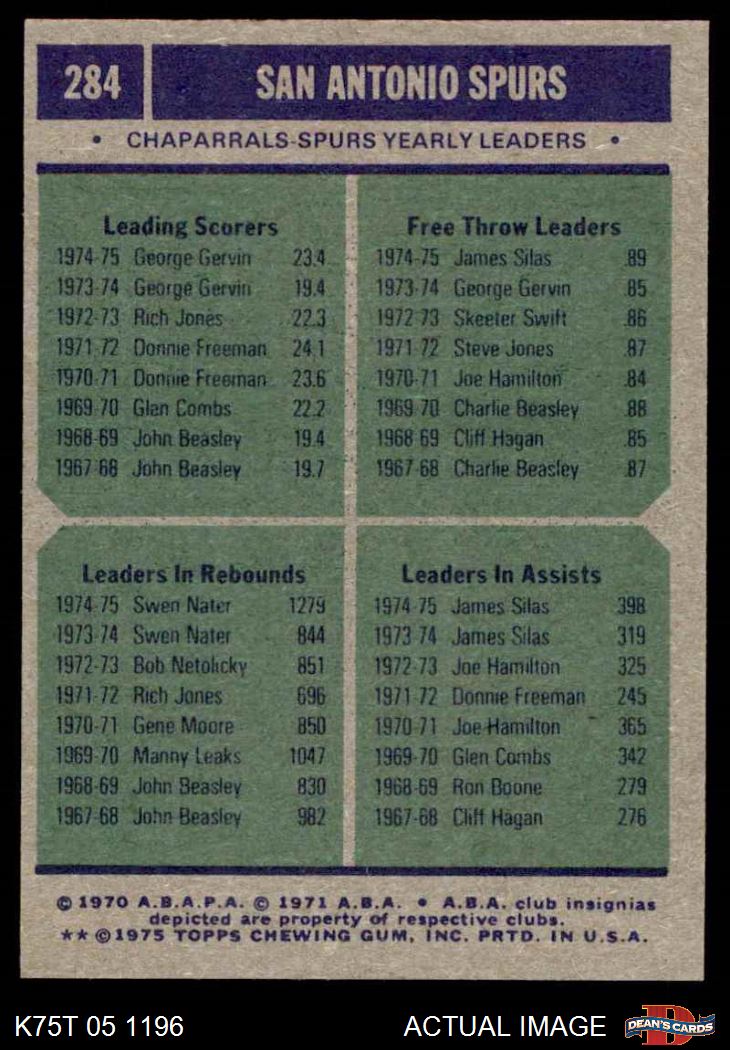 284 SAN ANTONIO SPURS
• CHAPARRALS-SPURS YEARLY LEADERS •
Leading Scorers
1974-75 George Gervin 23.4
1973-74 George Gervin 19.4
1972-73 Rich Jones 22.3
1971-72 Donnie Freeman 24.1
1970-71 Donnie Freeman 23.6
1969-70 Glen Combs 22.2
1968-69 John Beasley 19.4
1967-68 John Beasley 19.7
Free Throw Leaders
1974-75 James Silas .89
1973-74 George Gervin .85
1972-73 Skeeter Swift .86
1971-72 Steve Jones .87
1970-71 Joe Hamilton .84
1969-70 Charlie Beasley .88
1968-69 Cliff Hagan .85
1967-68 Charlie Beasley .87
Leaders In Rebounds
1974-75 Swen Nater 1279
1973-74 Swen Nater 844
1972-73 Bob Netolicky 851
1971-72 Rich Jones 696
1970-71 Gene Moore 850
1969-70 Manny Leaks 1047
1968-69 John Beasley 830
1967-68 John Beasley 982
Leaders In Assists
1974-75 James Silas 398
1973-74 James Silas 319
1972-73 Joe Hamilton 325
1971-72 Donnie Freeman 245
1970-71 Joe Hamilton 365
1969-70 Glen Combs 342
1968-69 Ron Boone 279
1967-68 Cliff Hagan 276
© 1970 A.B.A.P.A. © 1971 A.B.A. • A.B.A. club insignias
depicted are property of respective clubs.
★★ ©1975 TOPPS CHEWING GUM, INC. PRTD. IN U.S.A.
K75T 05 1196 ACTUAL IMAGE
D
DEAN'S CARDS